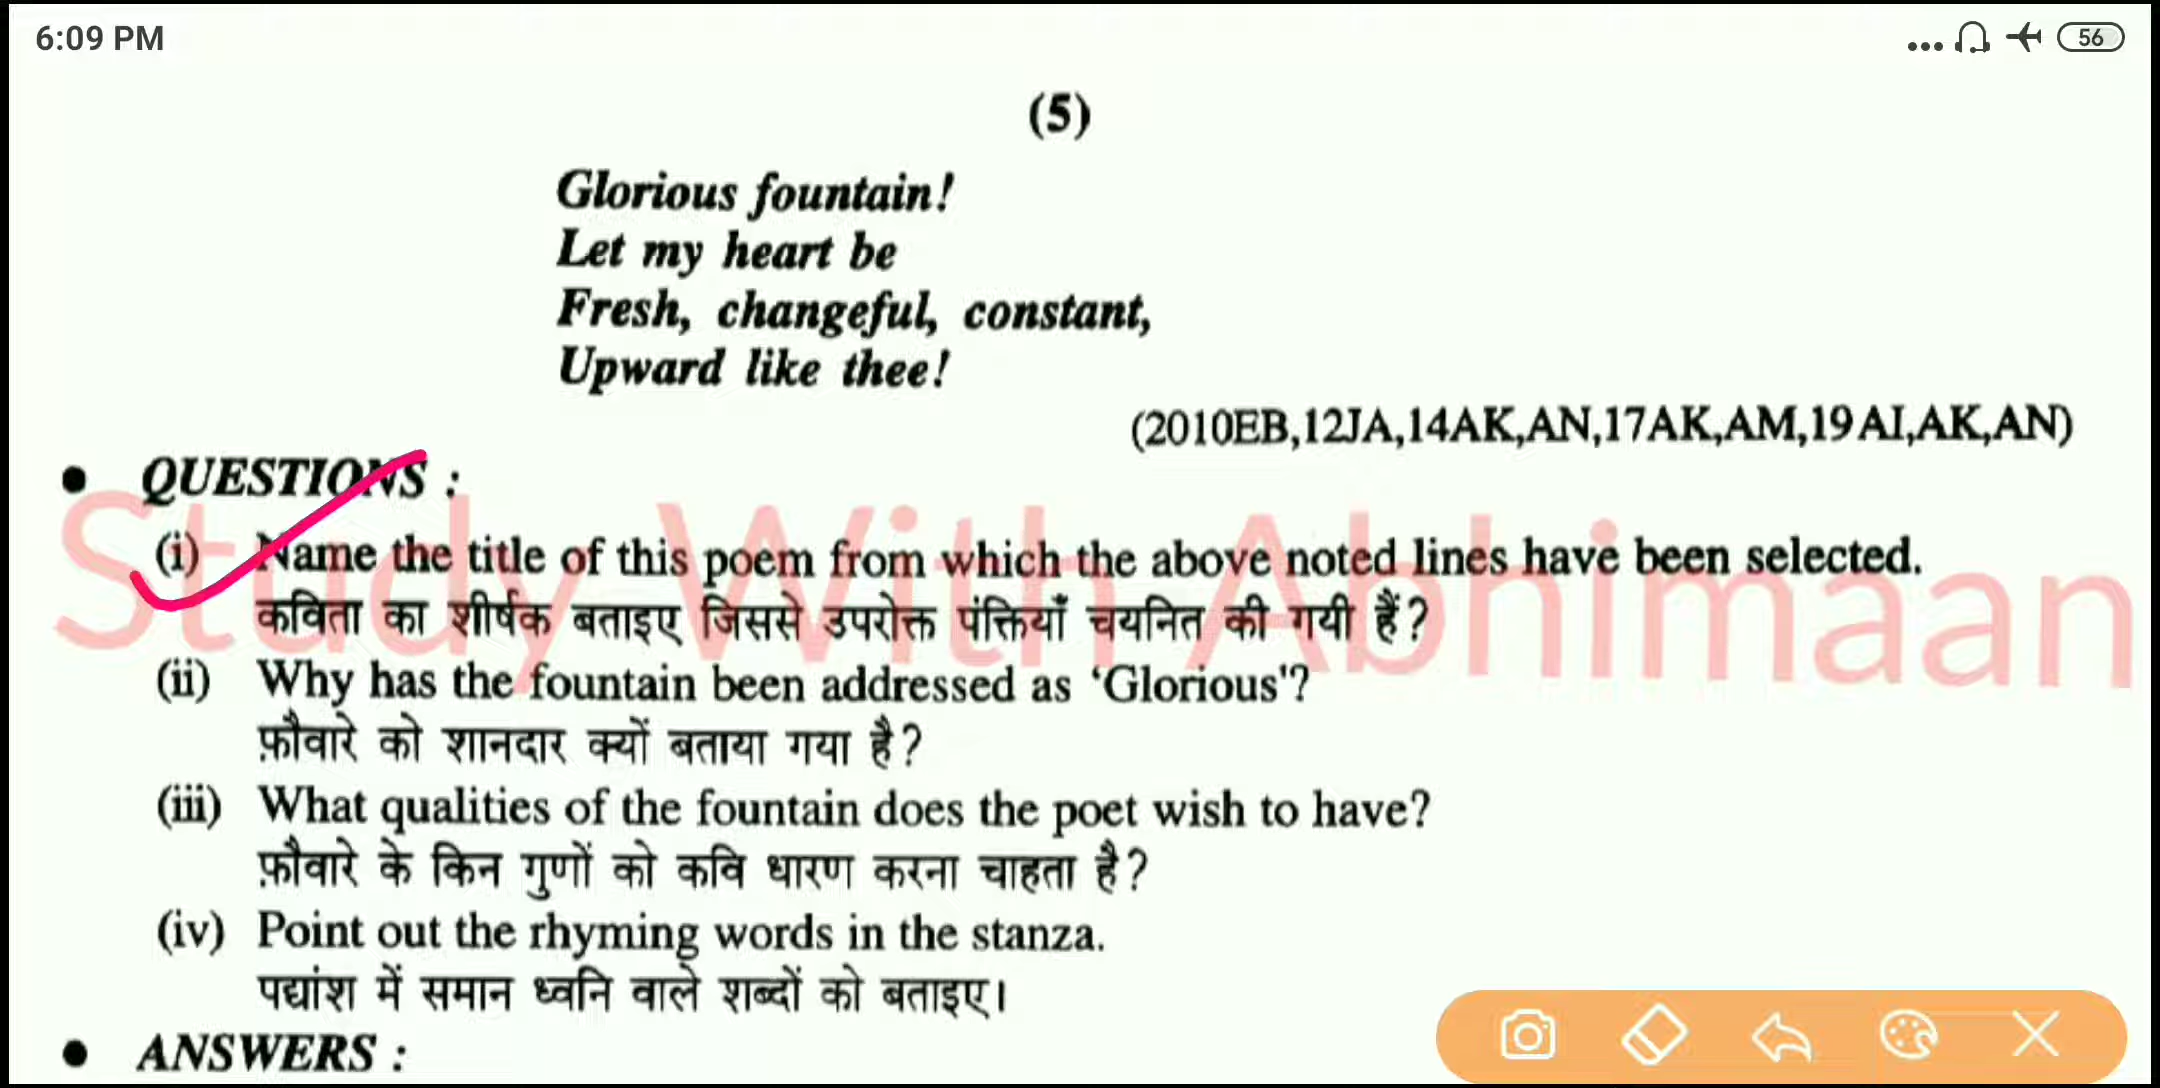 6:09 PM
56
(5)
Glorious fountain!
Let my heart be
Fresh, changeful, constant,
Upward like thee!
(2010EB,12JA,14AK,AN,17AK,AM,19 AI,AK,AN)
• QUESTIONS :
(i) Name the title of this poem from which the above noted lines have been selected.
कविता का शीर्षक बताइए जिससे उपरोक्त पंक्तियाँ चयनित की गयी हैं?
(ii) Why has the fountain been addressed as ‘Glorious'?
फ़ौवारे को शानदार क्यों बताया गया है?
(iii) What qualities of the fountain does the poet wish to have?
फ़ौवारे के किन गुणों को कवि धारण करना चाहता है?
(iv) Point out the rhyming words in the stanza.
पद्यांश में समान ध्वनि वाले शब्दों को बताइए।
• ANSWERS :
Study With Abhimaan